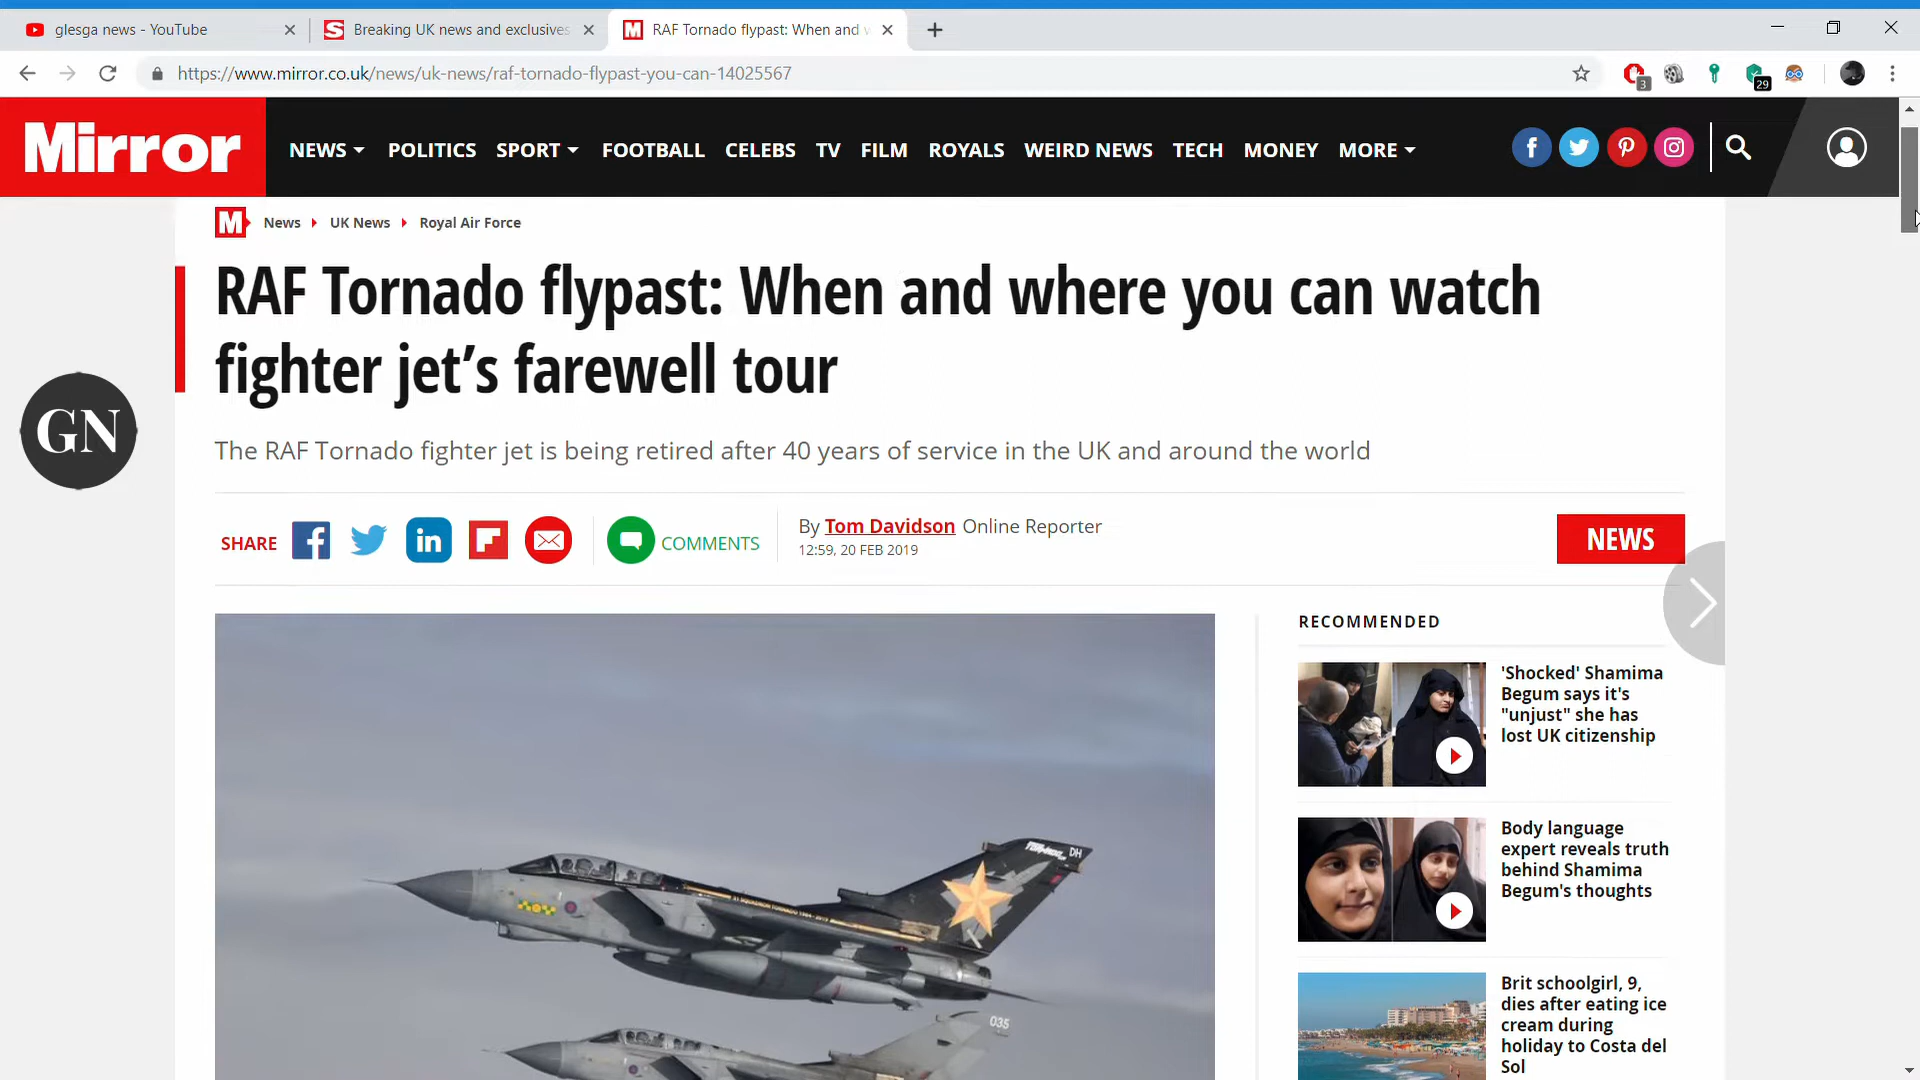 glesga news - YouTube
Breaking UK news and exclusives
RAF Tornado flypast: When and
https://www.mirror.co.uk/news/uk-news/raf-tornado-flypast-you-can-14025567
3
29
Mirror
NEWS POLITICS SPORT FOOTBALL CELEBS TV FILM ROYALS WEIRD NEWS TECH MONEY MORE
M News UK News Royal Air Force
RAF Tornado flypast: When and where you can watch
fighter jet's farewell tour
GN
The RAF Tornado fighter jet is being retired after 40 years of service in the UK and around the world
SHARE
COMMENTS
By Tom Davidson Online Reporter
12:59, 20 FEB 2019
NEWS
RECOMMENDED
'Shocked' Shamima
Begum says it's
"unjust" she has
lost UK citizenship
Body language
expert reveals truth
behind Shamima
Begum's thoughts
Brit schoolgirl, 9,
dies after eating ice
cream during
holiday to Costa del
Sol
DH
035